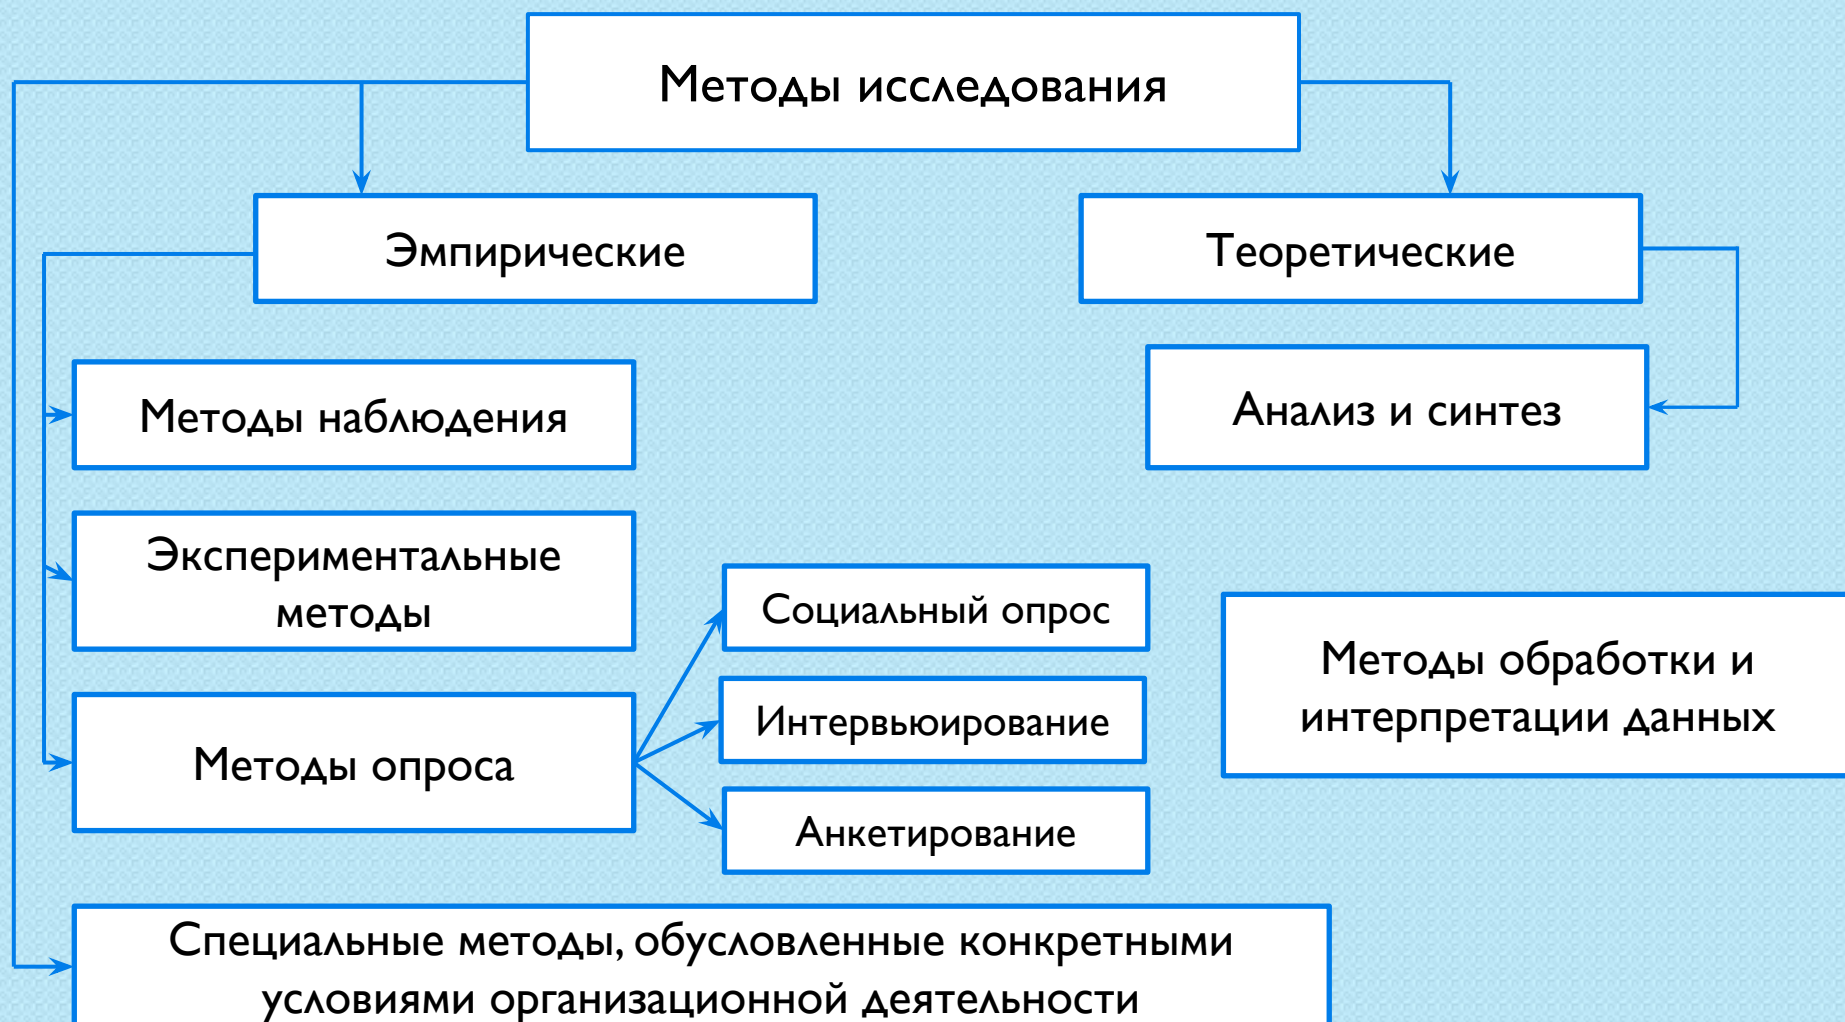 Методы исследования
Эмпирические
Теоретические
Методы наблюдения
Анализ и синтез
Экспериментальные
методы
Социальный опрос
Методы обработки и
интерпретации данных
Интервьюирование
Методы опроса
Анкетирование
Специальные методы, обусловленные конкретными
условиями организационной деятельности